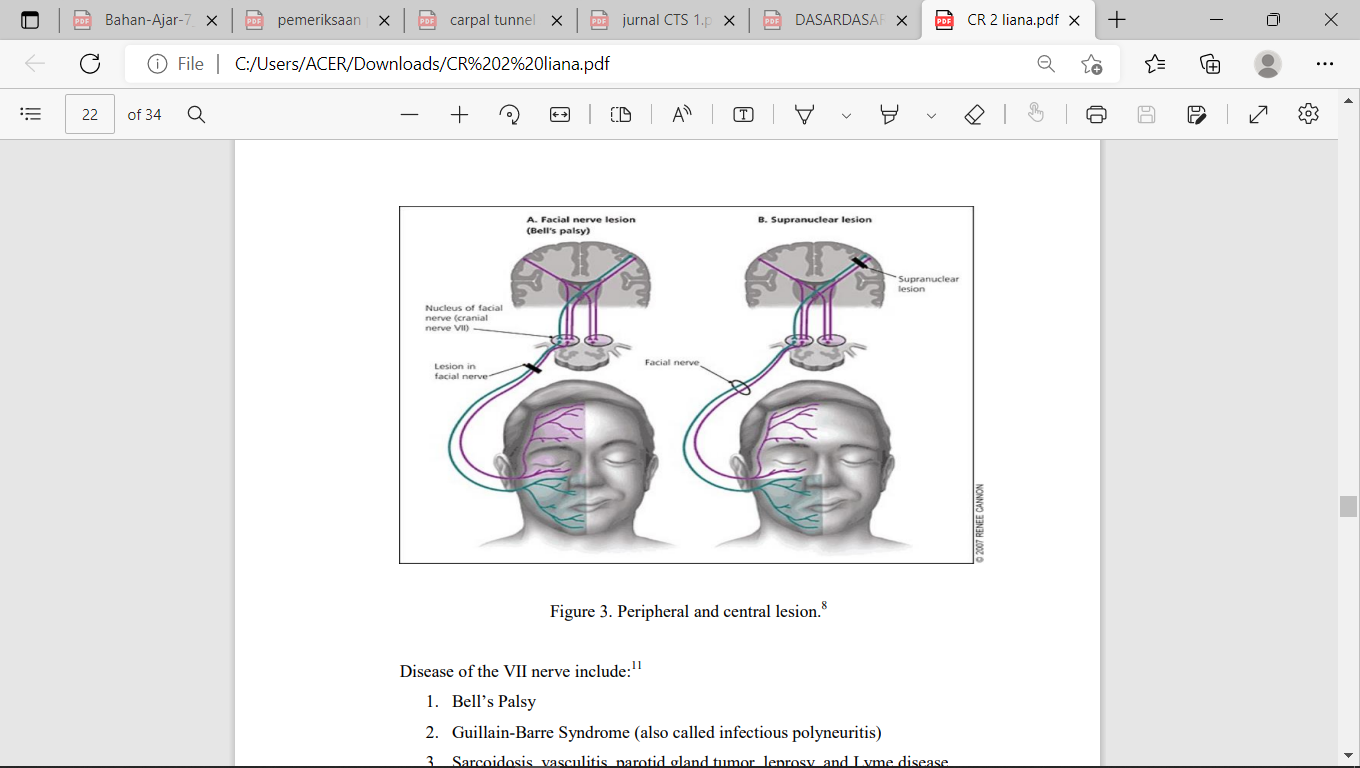 Bahan-Ajar-7
pemeriksaan
carpal tunnel
jurnal CTS 1.p
DASARDASAR
CR 2 liana.pdf
File
C:/Users/ACER/Downloads/CR%202%20liana.pdf
22
of 34
A. Facial nerve lesion
(Bell's palsy)
B. Supranuclear lesion
Supranuclear
lesion
Nucleus of facial
nerve (cranial
nerve VII)
Lesion in
facial nerve
Facial nerve
© 2007 RENEE CANNON
Figure 3. Peripheral and central lesion.8
Disease of the VII nerve include:11
1. Bell’s Palsy
2. Guillain-Barre Syndrome (also called infectious polyneuritis)
3. Sarcoidosis, vasculitis, parotid gland tumor, leprosy, and Lyme disease